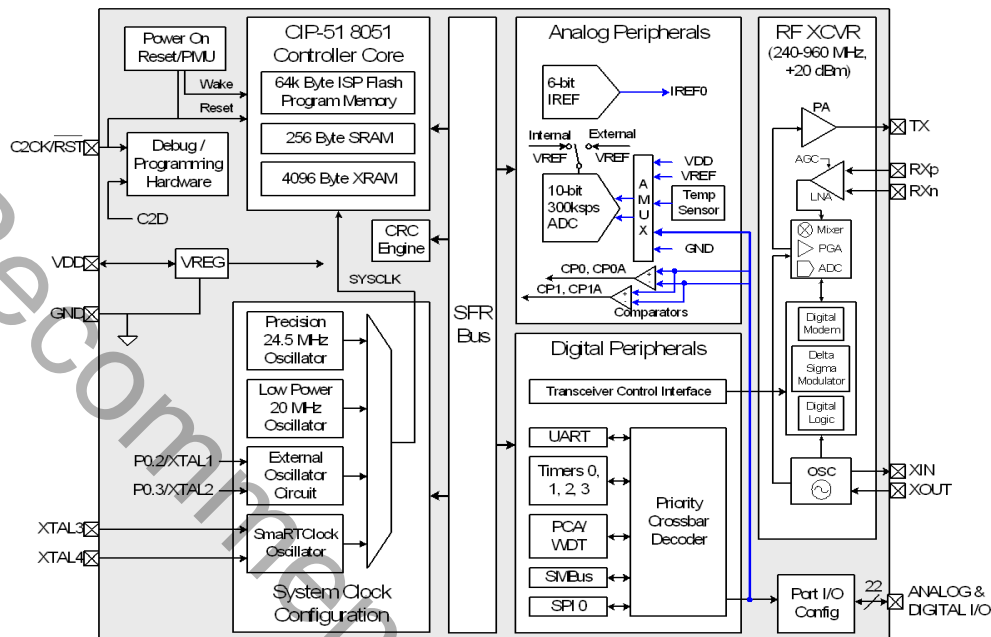 Power On
Reset/PMU
Wake
Reset
C2CK/RST
Debug /
Programming
Hardware
C2D
VDD
VREG
GND
CIP-51 8051
Controller Core
64k Byte ISP Flash
Program Memory
256 Byte SRAM
4096 Byte XRAM
CRC
Engine
SYSCLK
Precision
24.5 MHz
Oscillator
Low Power
20 MHz
Oscillator
P0.2/XTAL1
P0.3/XTAL2
External
Oscillator
Circuit
XTAL3
XTAL4
SmaRTClock
Oscillator
System Clock
Configuration
SFR
Bus
Analog Peripherals
6-bit
IREF
IREF0
Internal
External
VREF
VREF
10-bit
300ksps
ADC
A
M
U
X
VDD
VREF
Temp
Sensor
GND
CP0, CP0A
CP1, CP1A
+
-
+
-
Comparators
Digital Peripherals
Transceiver Control Interface
UART
Timers 0,
1, 2, 3
PCA/
WDT
SMBus
SPI 0
Priority
Crossbar
Decoder
RF XCVR
(240-960 MHz,
+20 dBm)
PA
TX
AGC
LNA
RXp
RXn
Mixer
PGA
ADC
Digital
Modem
Delta
Sigma
Modulator
Digital
Logic
OSC
XIN
XOUT
Port I/O
Config
22
ANALOG &
DIGITAL I/O
Recommen